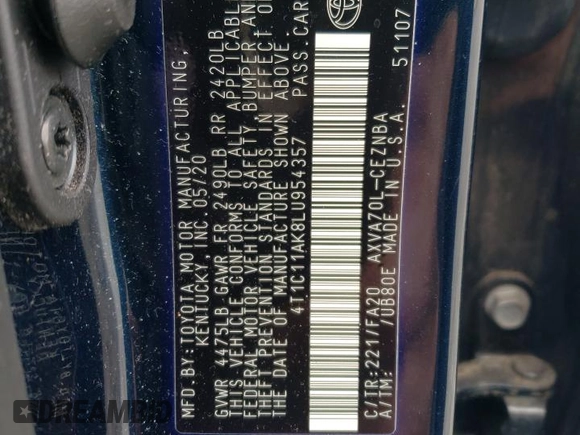 MFD.BY:TOYOTA MOTOR MANUFACTURING,
KENTUCKY, INC. 05/20
GVWR 4475LB GAWR FR 2490LB RR 2420LB
THIS VEHICLE CONFORMS TO ALL APPLICABLE
FEDERAL MOTOR VEHICLE SAFETY, BUMPER AND
THEFT PREVENTION STANDARDS IN EFFECT ON
THE DATE OF MANUFACTURE SHOWN ABOVE.
4T1C11AK8LU954357 PASS.CAR
C/TR:221/FA20 AXVA70L-CEZNBA
A/TM: /UB80E MADE IN U.S.A. 51107
DREAMBID